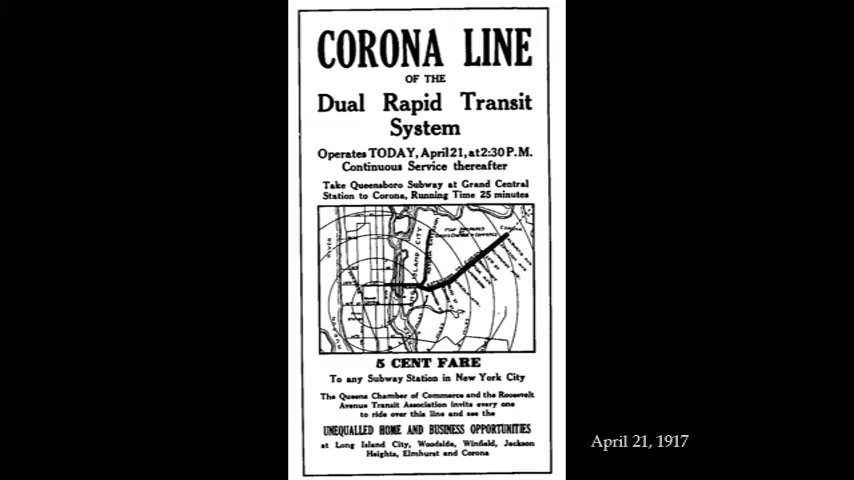 CORONA LINE
OF THE
Dual Rapid Transit
System
Operates TODAY, April 21, at 2:30 P.M.
Continuous Service thereafter
Take Queensboro Subway at Grand Central
Station to Corona, Running Time 25 minutes
CORONA
RIVER
ISLAND CITY
5 CENT FARE
To any Subway Station in New York City
The Queens Chamber of Commerce and the Roosevelt
Avenue Transit Association invite every one
to ride over this line and see the
UNEQUALLED HOME AND BUSINESS OPPORTUNITIES
at Long Island City, Woodside, Winfield, Jackson
Heights, Elmhurst and Corona
April 21, 1917